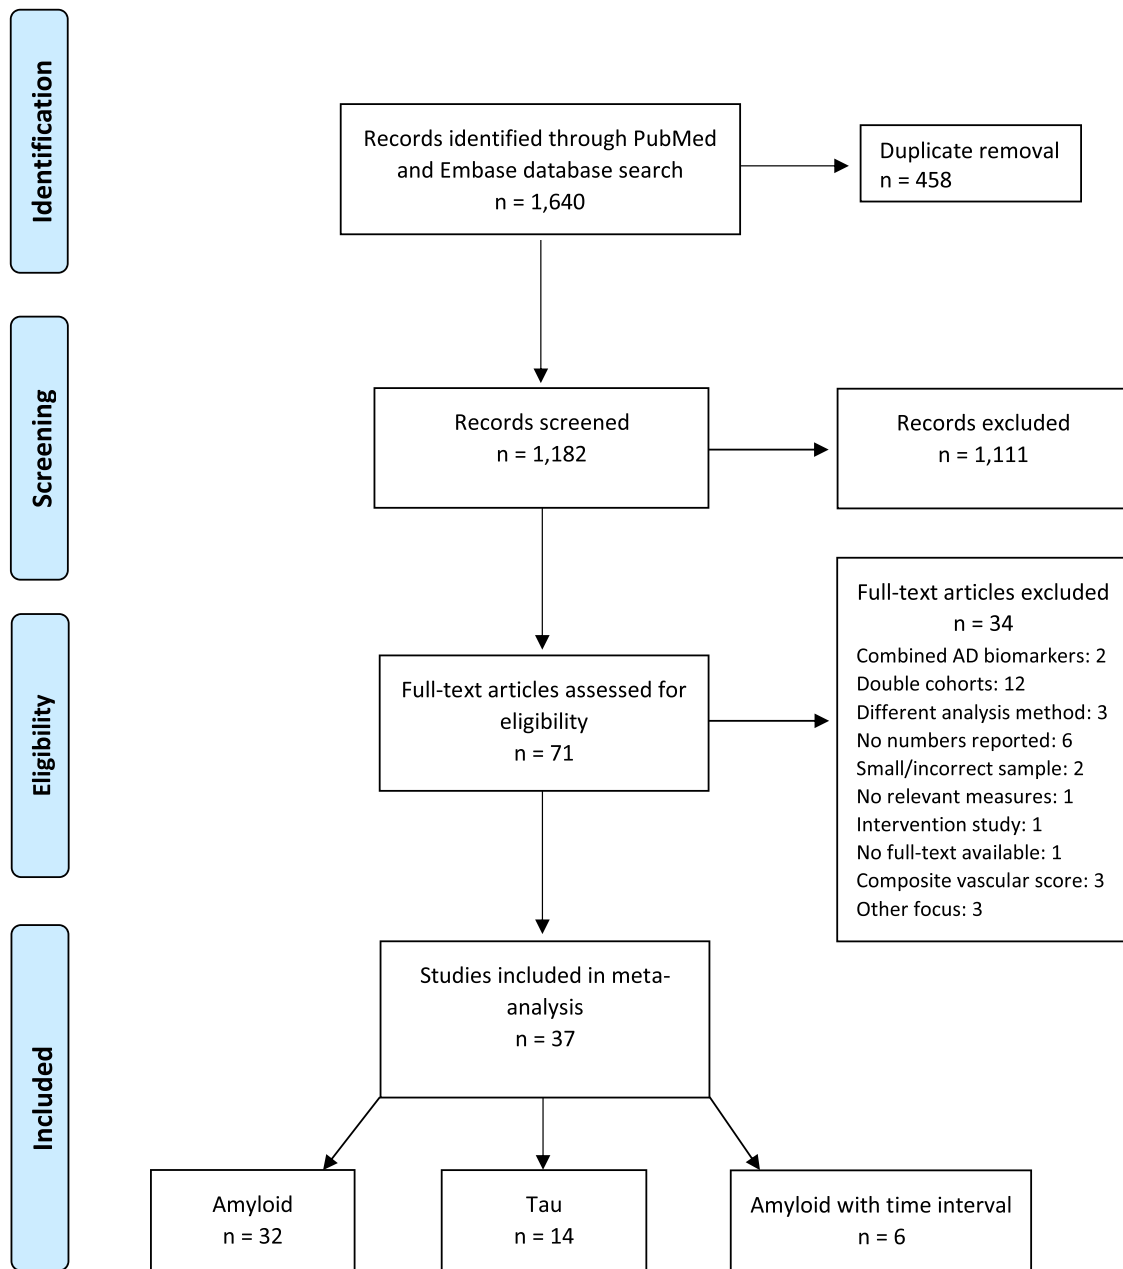 Identification
Records identified through PubMed
and Embase database search
n = 1,640
Duplicate removal
n = 458
Screening
Records screened
n = 1,182
Records excluded
n = 1,111
Eligibility
Full-text articles assessed for
eligibility
n = 71
Full-text articles excluded
n = 34
Combined AD biomarkers: 2
Double cohorts: 12
Different analysis method: 3
No numbers reported: 6
Small/incorrect sample: 2
No relevant measures: 1
Intervention study: 1
No full-text available: 1
Composite vascular score: 3
Other focus: 3
Included
Studies included in meta-
analysis
n = 37
Amyloid
n = 32
Tau
n = 14
Amyloid with time interval
n = 6